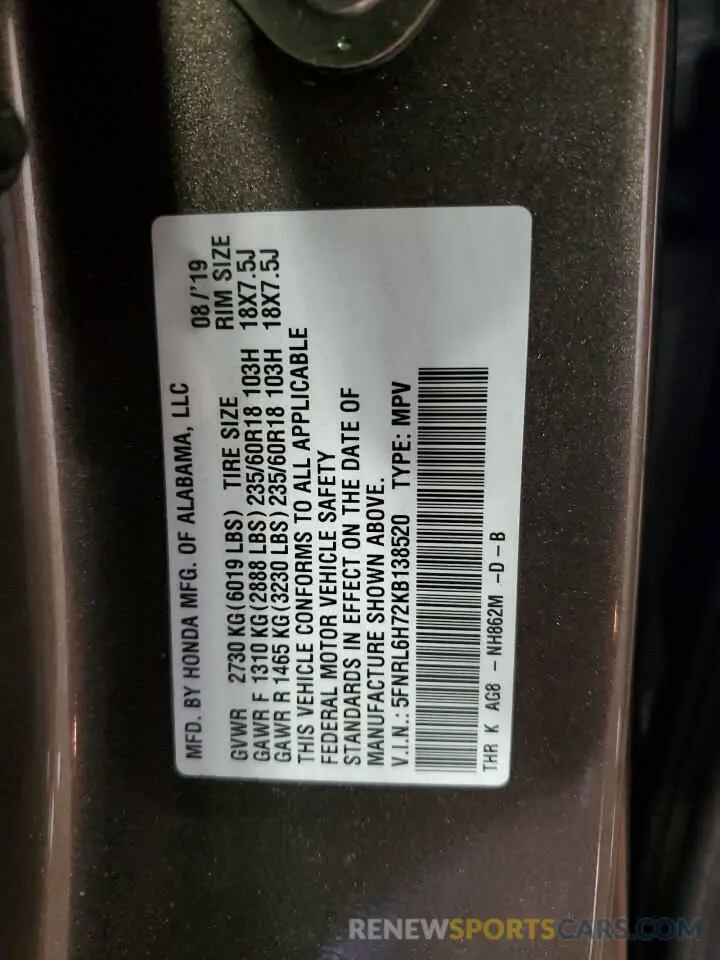 MFD. BY HONDA MFG. OF ALABAMA, LLC 08/'19
GVWR 2730 KG(6019 LBS) TIRE SIZE RIM SIZE
GAWR F 1310 KG(2888 LBS)235/60R18 103H 18X7.5J
GAWR R 1465 KG(3230 LBS)235/60R18 103H 18X7.5J
THIS VEHICLE CONFORMS TO ALL APPLICABLE
FEDERAL MOTOR VEHICLE SAFETY
STANDARDS IN EFFECT ON THE DATE OF
MANUFACTURE SHOWN ABOVE.
V.I.N.: 5FNRL6H72KB138520 TYPE: MPV
THR K AG8 - NH862M -D-B
RENEWSPORTSCARS.COM